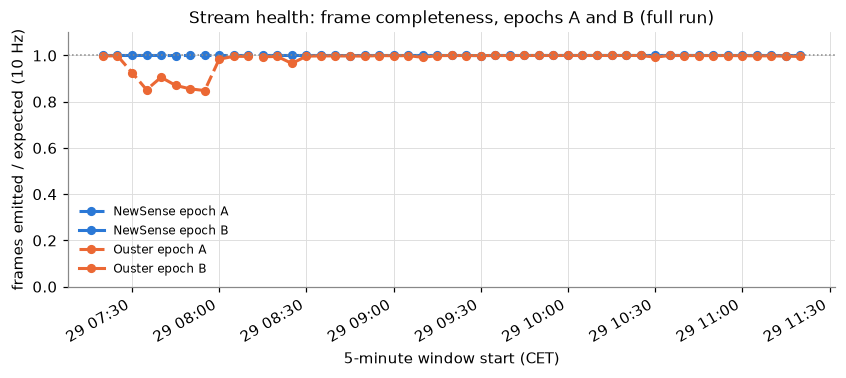 Stream health: frame completeness, epochs A and B (full run)
frames emitted / expected (10 Hz)
1.0
0.8
0.6
0.4
0.2
0.0
NewSense epoch A
NewSense epoch B
Ouster epoch A
Ouster epoch B
29 07:30
29 08:00
29 08:30
29 09:00
29 09:30
29 10:00
29 10:30
29 11:00
29 11:30
5-minute window start (CET)